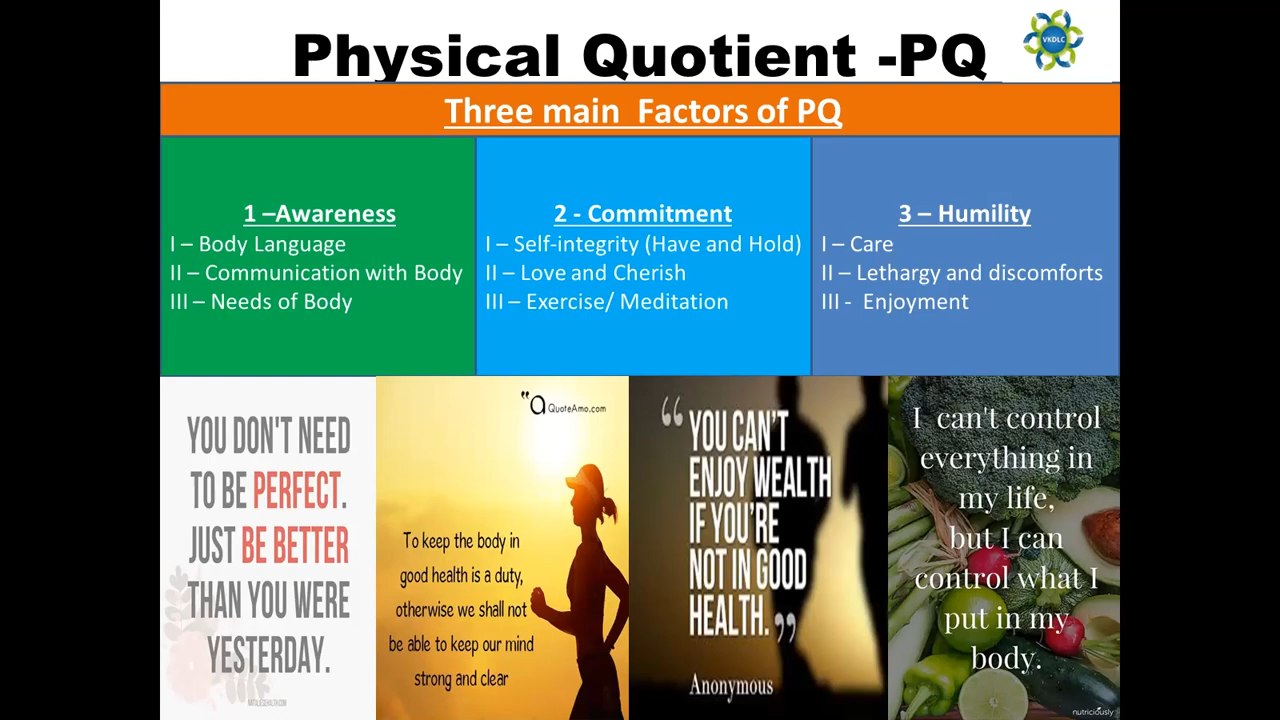 Physical Quotient -PQ
VKDLC
Three main  Factors of PQ
1 –Awareness
I – Body Language
II – Communication with Body
III – Needs of Body
2 - Commitment
I – Self-integrity (Have and Hold)
II – Love and Cherish
III – Exercise/ Meditation
3 – Humility
I – Care
II – Lethargy and discomforts
III -  Enjoyment
YOU DON'T NEED
TO BE PERFECT.
JUST BE BETTER
THAN YOU WERE
YESTERDAY.
QuoteAmo.com
To keep the body in
good health is a duty,
otherwise we shall not
be able to keep our mind
strong and clear
“ YOU CAN'T
ENJOY WEALTH
IF YOU'RE
NOT IN GOOD
HEALTH. ”
Anonymous
I can't control
everything in
my life,
but I can
control what I
put in my
body.
nutriciously